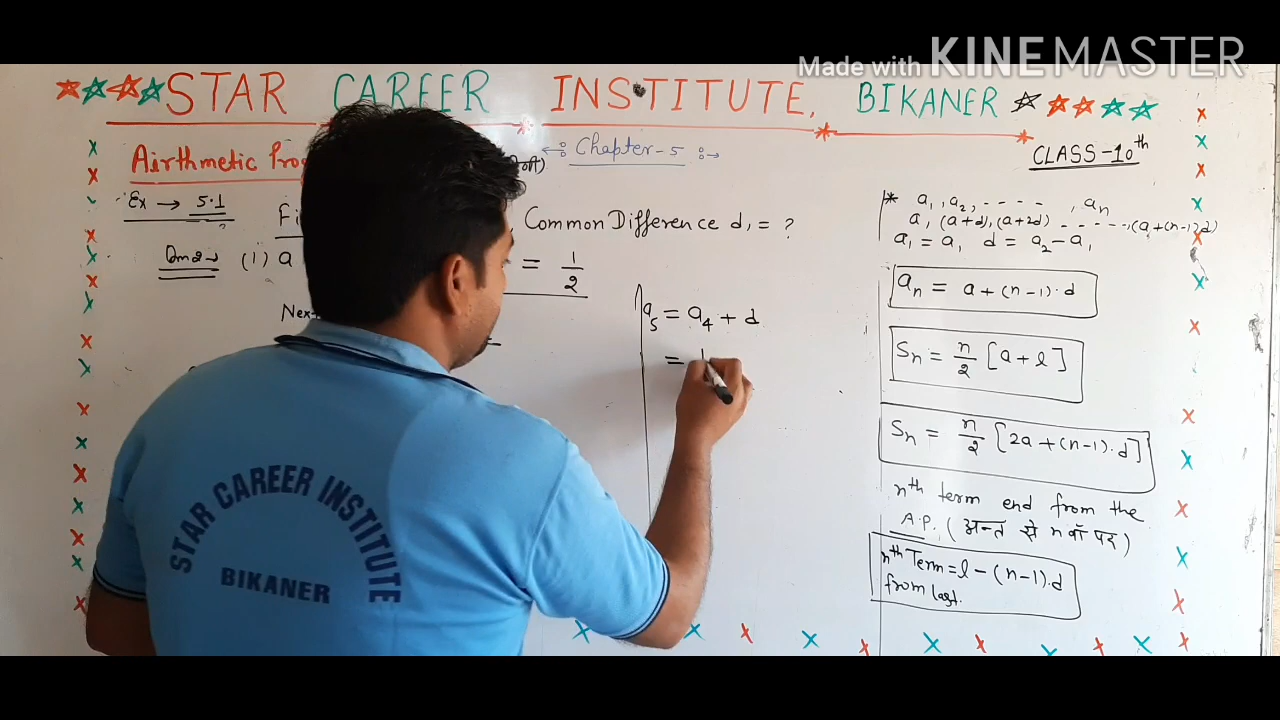 Made with KINEMASTER
STAR CAREER INSTITUTE, BIKANER
Chapter-5
CLASS-10th
Airthmetic
Ex → 5.1
Common Difference d, = ?
(i) a
= 1/2
a₅ = a₄ + d
=
* a₁, a₂, - - - - , aₙ
a, (a+d), (a+2d) - - - - -, (a+(n-1)d)
a₁ = a, d = a₂ - a₁
aₙ = a + (n-1)·d
Sₙ = n/2 [a + l]
Sₙ = n/2 [2a + (n-1)·d]
nth term end from the
A.P. (अन्त से nवाँ पद)
nth Term = l - (n-1).d
from last.
STAR CAREER INSTITUTE
BIKANER